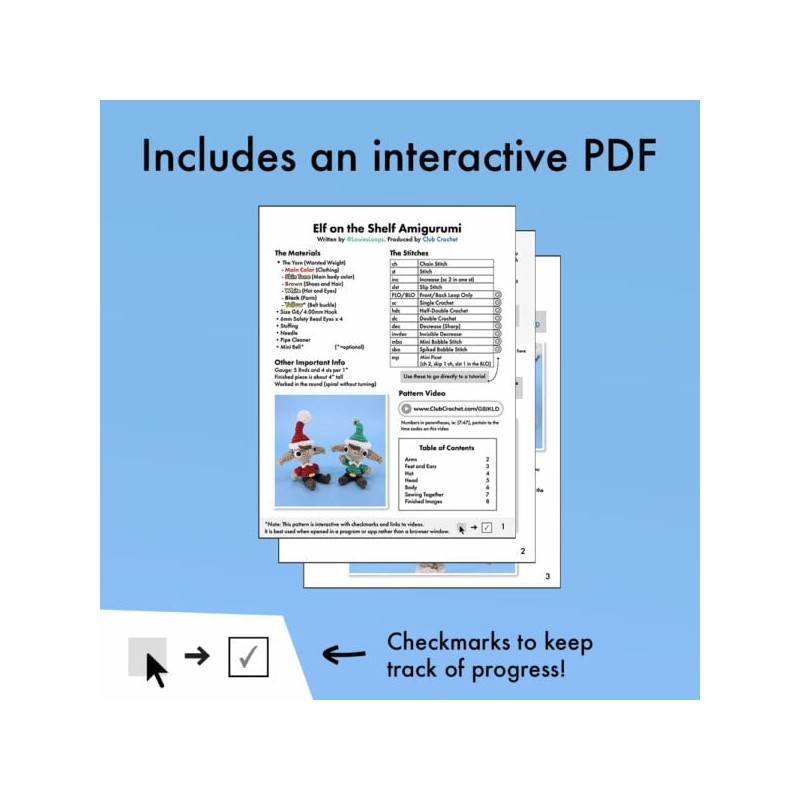 Includes an interactive PDF
Elf on the Shelf Amigurumi
Written by @LouiesLoops, Produced by Club Crochet
The Materials
• The Yarn (Worsted Weight)
- Main Color (Clothing)
- Skin Tone (Main body color)
- Brown (Shoes and Hair)
- White (Hat and Eyes)
- Black (Pants)
- Yellow* (Belt buckle)
• Size G6/4.00mm Hook
• 6mm Safety Bead Eyes x 4
• Stuffing
• Needle
• Pipe Cleaner
• Mini Bell* (*=optional)
Other Important Info
Gauge: 5 Rnds and 4 sts per 1"
Finished piece is about 4" tall
Worked in the round (spiral without turning)
The Stitches
ch Chain Stitch
st Stitch
inc Increase (sc 2 in one st)
slst Slip Stitch
FLO/BLO Front/Back Loop Only
sc Single Crochet
hdc Half-Double Crochet
dc Double Crochet
dec Decrease (Sharp)
invdec Invisible Decrease
mbo Mini Bobble Stitch
sbo Spiked Bobble Stitch
mp Mini Picot
(ch 2, skip 1 ch, slst 1 in the BLO)
Use these to go directly to a tutorial
Pattern Video
www.ClubCrochet.com/GBJKLD
Numbers in parentheses, ie: (7:47), pertain to the
time codes on this video
Table of Contents
Arms 2
Feet and Ears 3
Hat 4
Head 5
Body 6
Sewing Together 7
Finished Images 8
*Note: This pattern is interactive with checkmarks and links to videos.
It is best used when opened in a program or app rather than a browser window.
1
2
3
Checkmarks to keep
track of progress!